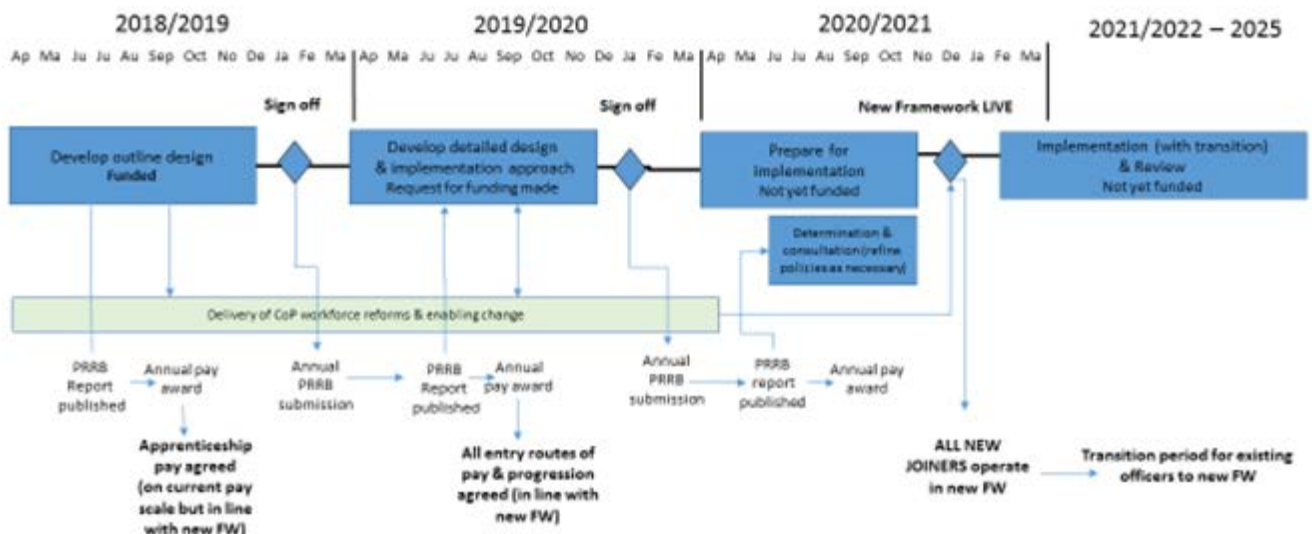 2018/2019
2019/2020
2020/2021
2021/2022 – 2025
Ap Ma Ju Ju Au Sep Oct No De Ja Fe Ma
Ap Ma Ju Ju Au Sep Oct No De Ja Fe Ma
Ap Ma Ju Ju Au Sep Oct No De Ja Fe Ma
Sign off
Sign off
New Framework LIVE
Develop outline design
Funded
Develop detailed design
& implementation approach
Request for funding made
Prepare for
implementation
Not yet funded
Implementation (with transition)
& Review
Not yet funded
Determination &
consultation (refine
policies as necessary)
Delivery of CoP workforce reforms & enabling change
PRRB
Report
published
Annual pay
award
Annual
PRRB
submission
PRRB
Report
published
Annual
pay award
Annual
PRRB
submission
PRRB
report
published
Annual pay
award
Apprenticeship
pay agreed
(on current pay
scale but in line
with new FW)
All entry routes of
pay & progression
agreed (in line with
new FW)
ALL NEW
JOINERS operate
in new FW
Transition period for existing
officers to new FW